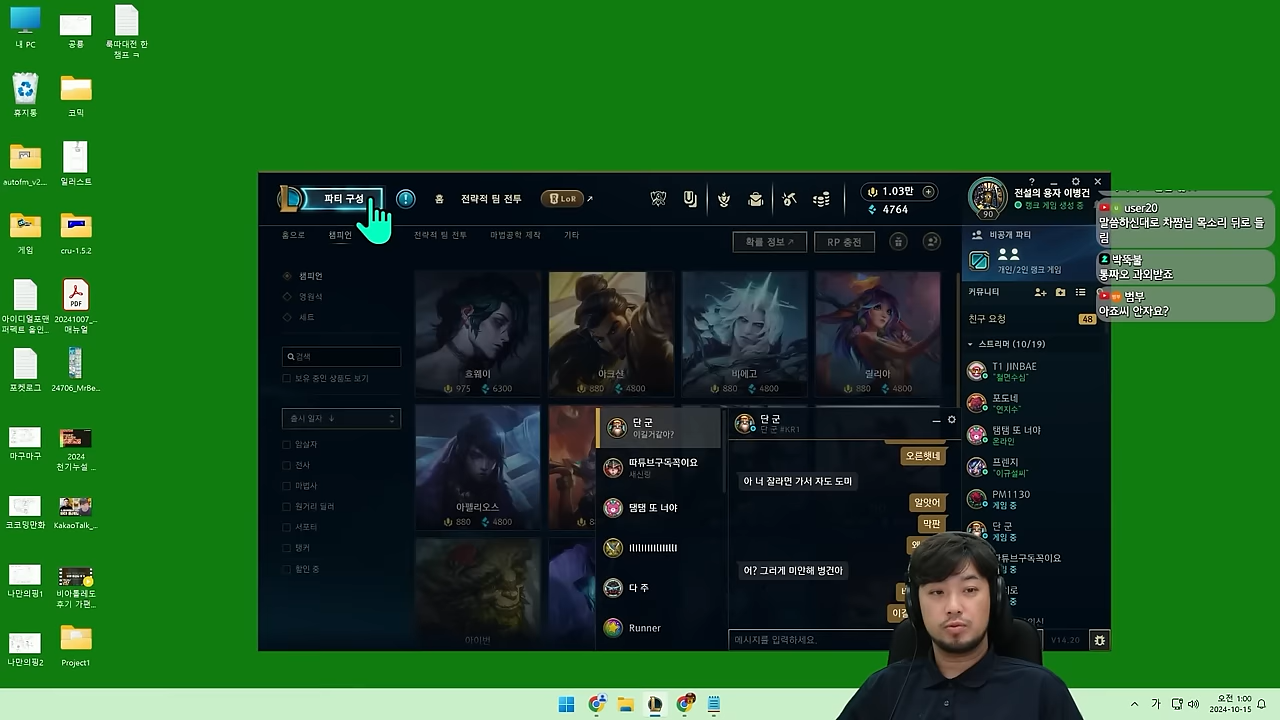 내 PC
공룡
룩따대전 한
챔프 ㅋ
휴지통
코믹
autofm_v2...
일러스트
게임
cru-1.5.2
PDF
아이디얼포맨
퍼펙트 올인...
20241007_...
매뉴얼
포켓로그
24706_MrBe...
마구마구
2024
천기누설 ...
코코밍만화
KakaoTalk_...
나만의핑1
비아톨레도
후기 가편...
나만의핑2
Project1
파티 구성
홈
전략적 팀 전투
LoR
1.03만
4764
90
전설의 용자 이병건
랭크 게임 생성 중
홈으로
챔피언
전략적 팀 전투
마법공학 제작
기타
확률 정보
RP 충전
비공개 파티
개인/2인 랭크 게임
커뮤니티
친구 요청
48
스트리머 (10/19)
T1 JINBAE
"철면수심"
포도네
"연지수"
탬탬 또 너야
온라인
프렌지
"이규설씨"
PM1130
게임 중
단 군
게임 중
따튜브구독꼭이요
챔피언
영원석
세트
검색
보유 중인 상품도 보기
출시 일자
암살자
전사
마법사
원거리 딜러
서포터
탱커
할인 중
흐웨이
975
6300
아크샨
880
4800
비에고
880
4800
릴리아
880
4800
아펠리오스
880
4800
아이번
단 군
이길거같아?
따튜브구독꼭이요
새신랑
탬탬 또 너야
다 주
Runner
단 군
단 군 #KR1
오른햇네
아 너 잘라면 가서 자도 도미
알잇어
막판
어? 그러게 미안해 병건아
메시지를 입력하세요.
V14.20
user20
말씀하신대로 차짬님 목소리 뒤로 들
림
박뚝불
통짜오 과외받죠
범부
아죠씨 안자요?
가
오전 1:00
2024-10-15